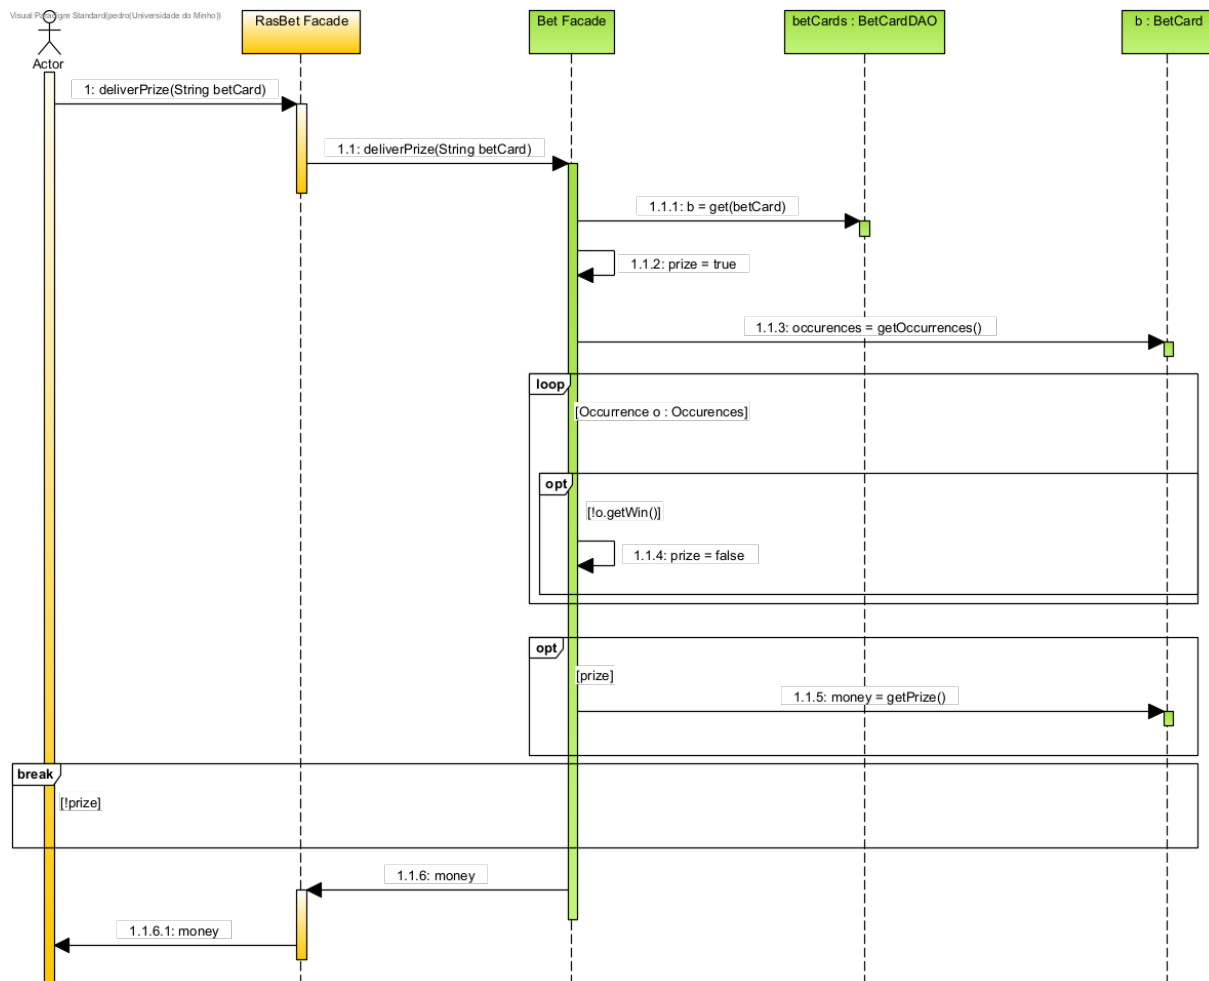 Visual Paradigm Standard(pedro(Universidade do Minho))
Actor
RasBet Facade
Bet Facade
betCards : BetCardDAO
b : BetCard
1: deliverPrize(String betCard)
1.1: deliverPrize(String betCard)
1.1.1: b = get(betCard)
1.1.2: prize = true
1.1.3: occurences = getOccurrences()
loop
[Occurrence o : Occurences]
opt
[!o.getWin()]
1.1.4: prize = false
opt
[prize]
1.1.5: money = getPrize()
break
[!prize]
1.1.6: money
1.1.6.1: money